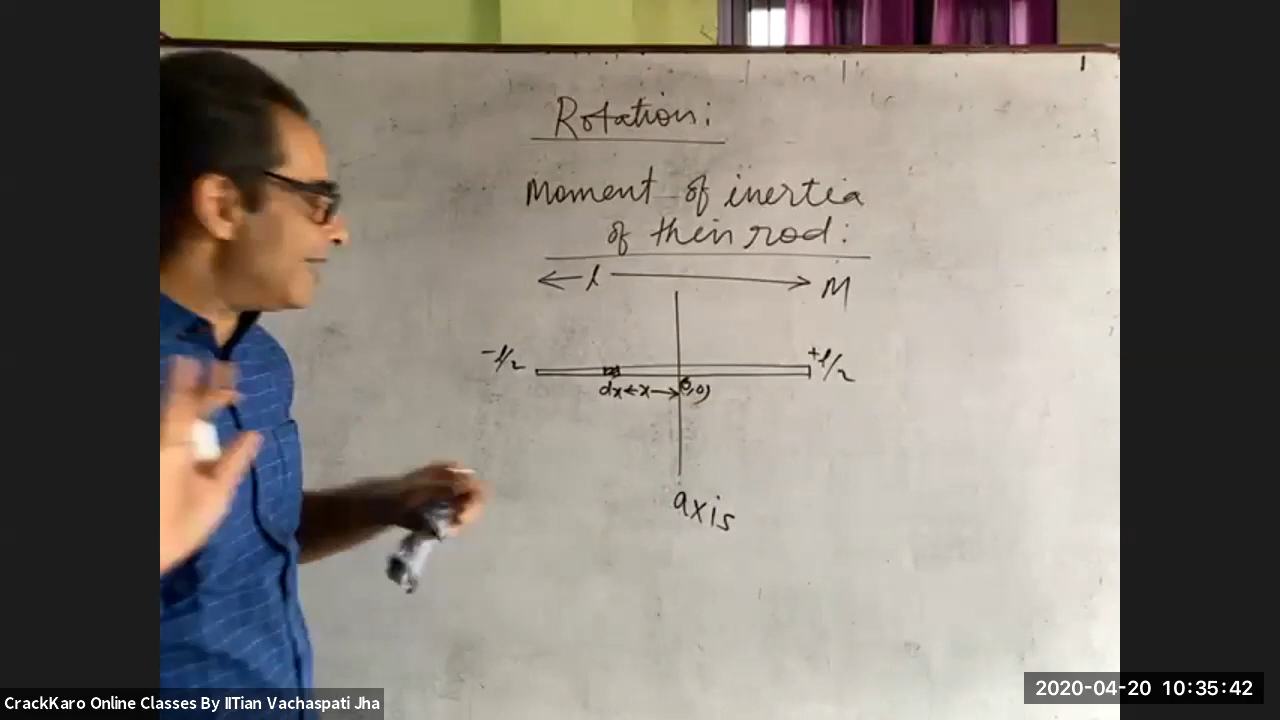 Rotation:
Moment of inertia
of thin rod:
l M
-l/2 +l/2
dx x (0,0)
axis
CrackKaro Online Classes By IITian Vachaspati Jha
2020-04-20 10:35:42